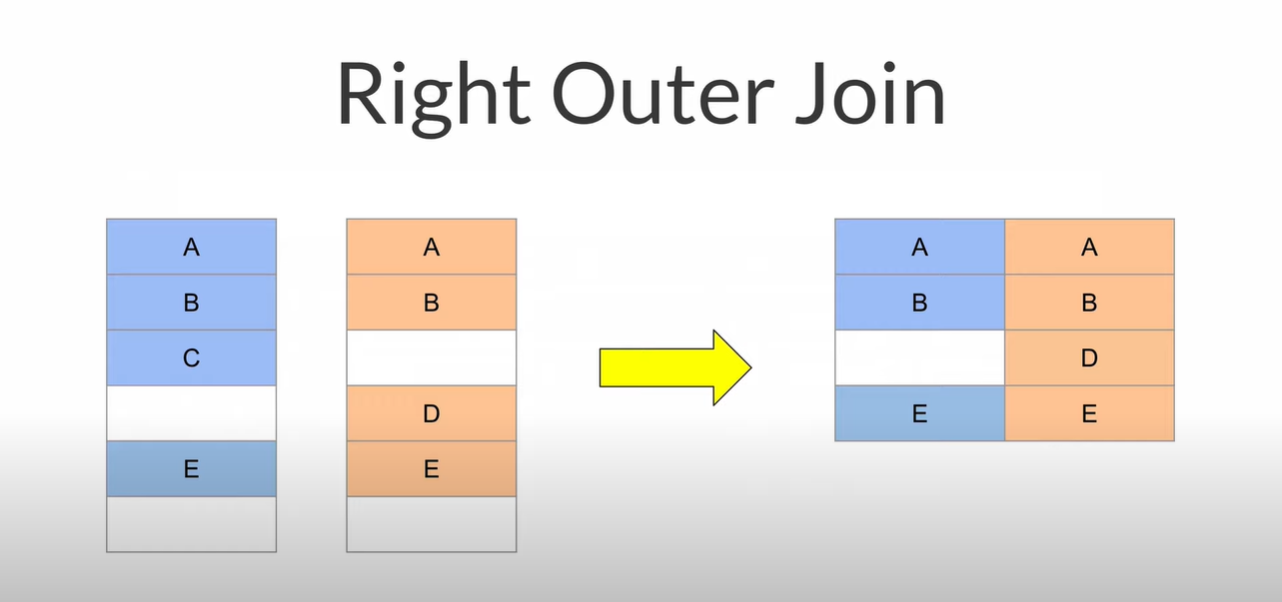 Right Outer Join
A A A A
B B B B
C D
D E E
E E